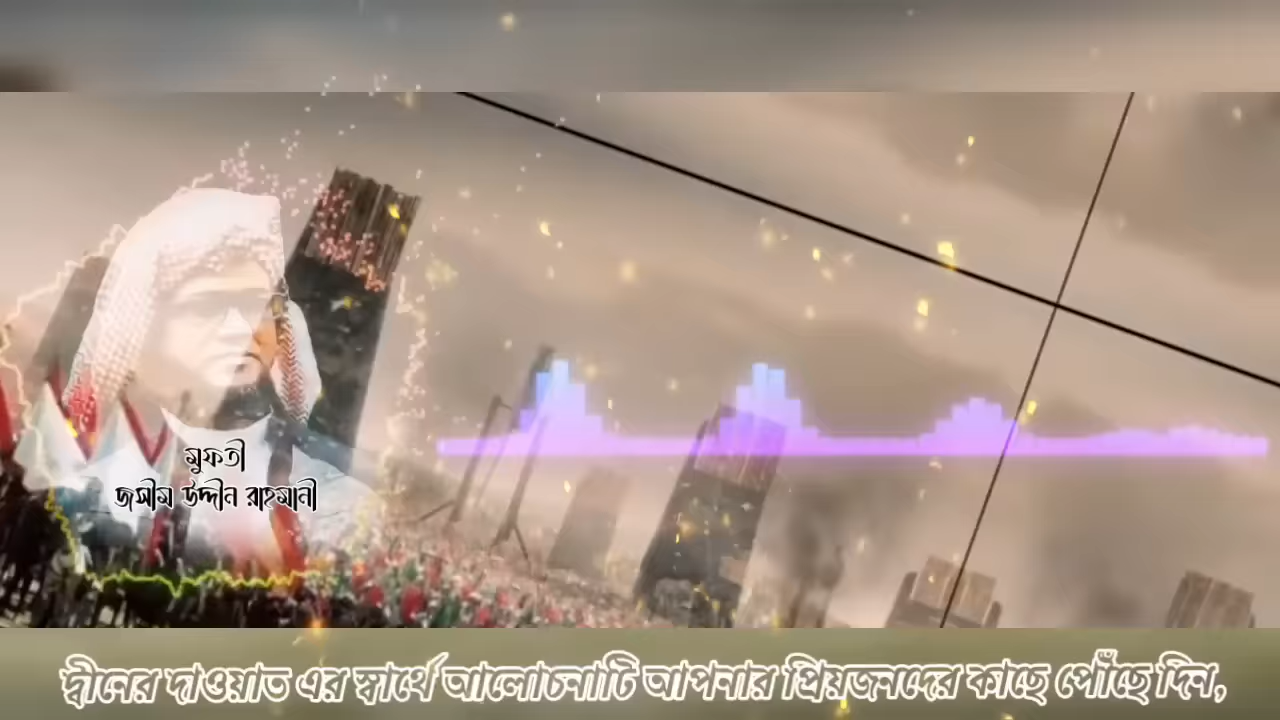 মুফতী
জসীম উদ্দীন রাহমানী
দ্বীনের দাওয়াত এর স্বার্থে আলোচনাটি আপনার প্রিয়জনদের কাছে পৌঁছে দিন,